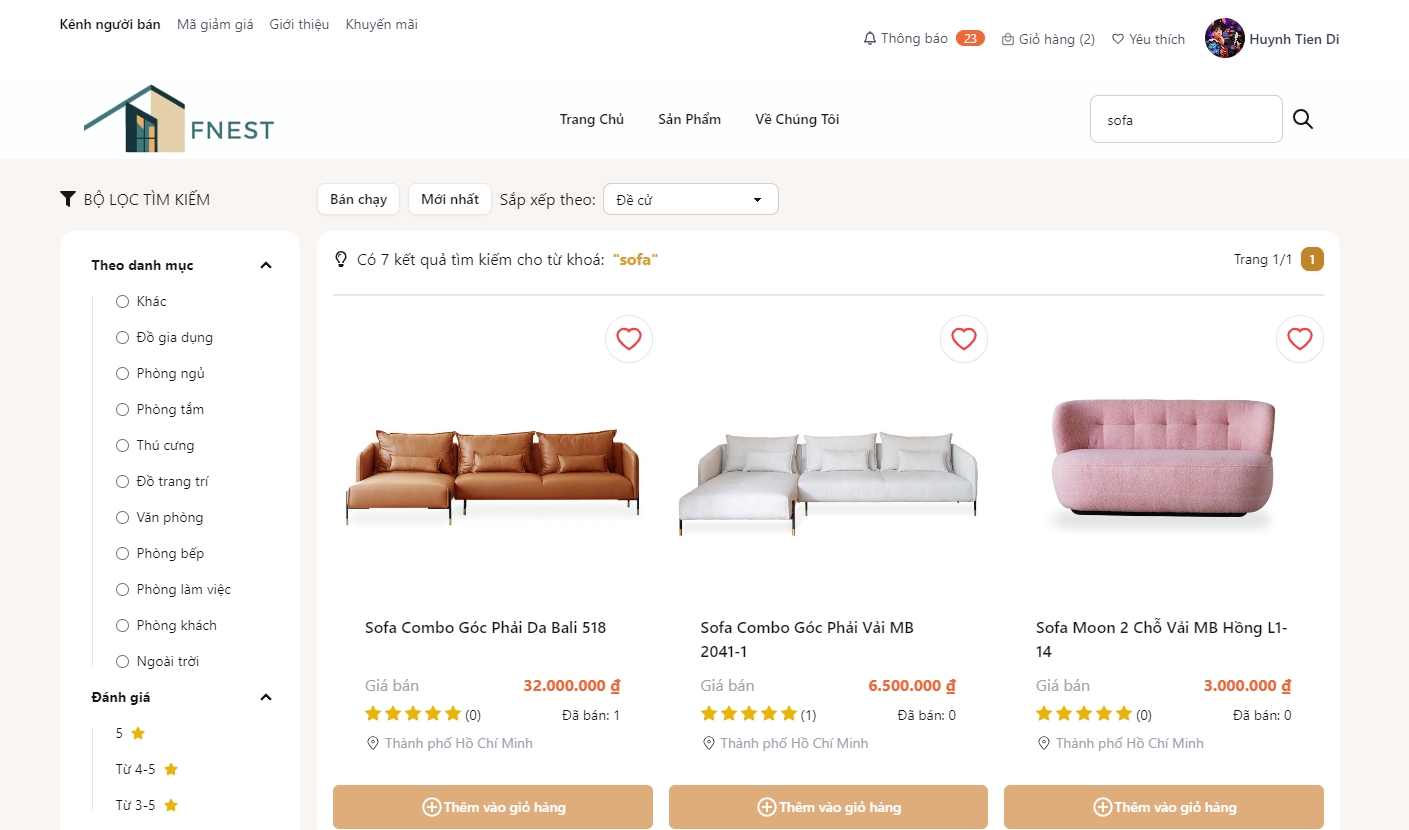 Kênh người bán Mã giảm giá Giới thiệu Khuyến mãi
Thông báo 23 Giỏ hàng (2) Yêu thích Huynh Tien Di
FNEST
Trang Chủ Sản Phẩm Về Chúng Tôi
sofa
BỘ LỌC TÌM KIẾM
Bán chạy Mới nhất Sắp xếp theo: Đề cử
Theo danh mục
Khác
Đồ gia dụng
Phòng ngủ
Phòng tắm
Thú cưng
Đồ trang trí
Văn phòng
Phòng bếp
Phòng làm việc
Phòng khách
Ngoài trời
Đánh giá
5
Từ 4-5
Từ 3-5
Có 7 kết quả tìm kiếm cho từ khoá: "sofa"
Trang 1/1 1
Sofa Combo Góc Phải Da Bali 518
Giá bán 32.000.000 ₫
(0) Đã bán: 1
Thành phố Hồ Chí Minh
Thêm vào giỏ hàng
Sofa Combo Góc Phải Vải MB
2041-1
Giá bán 6.500.000 ₫
(1) Đã bán: 0
Thành phố Hồ Chí Minh
Thêm vào giỏ hàng
Sofa Moon 2 Chỗ Vải MB Hồng L1-
14
Giá bán 3.000.000 ₫
(0) Đã bán: 0
Thành phố Hồ Chí Minh
Thêm vào giỏ hàng